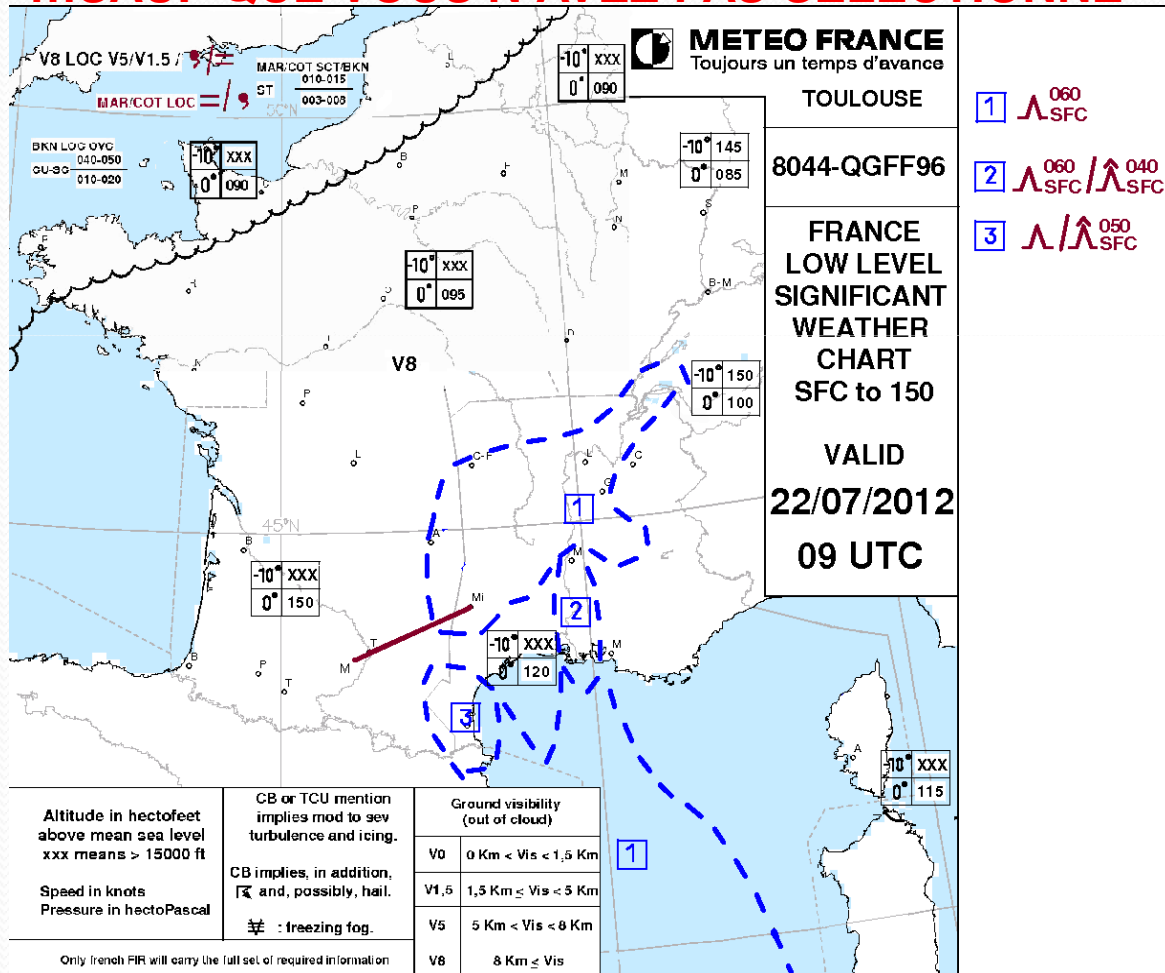 V8 LOC V5/V1.5 /
MAR/COT SCT/BKN
ST 010-015
003-008
MAR/COT LOC
BKN LOC OVC
CU-SC 040-050
010-020
50°N
-10° XXX
0° 090
-10° xxx
0° 090
-10° 145
0° 085
-10° xxx
0° 095
V8
-10° 150
0° 100
-10° XXX
0° 150
-10° XXX
0° 120
-10° XXX
0° 115
45°N
B
P
M
N
S
B-M
D
P
L
C-F
L
C
G
A
B
M
Mi
T
M
B
P
T
M
A
1
2
3
1
METEO FRANCE
Toujours un temps d'avance
TOULOUSE
8044-QGFF96
FRANCE
LOW LEVEL
SIGNIFICANT
WEATHER
CHART
SFC to 150
VALID
22/07/2012
09 UTC
1 060
SFC
2 060 / 040
SFC SFC
3 / 050
SFC
Altitude in hectofeet
above mean sea level
xxx means > 15000 ft
Speed in knots
Pressure in hectoPascal
CB or TCU mention
implies mod to sev
turbulence and icing.
CB implies, in addition,
and, possibly, hail.
: freezing fog.
Ground visibility
(out of cloud)
V0 0 Km < Vis < 1,5 Km
V1,5 1,5 Km ≤ Vis < 5 Km
V5 5 Km < Vis < 8 Km
V8 8 Km ≤ Vis
Only french FIR will carry the full set of required information